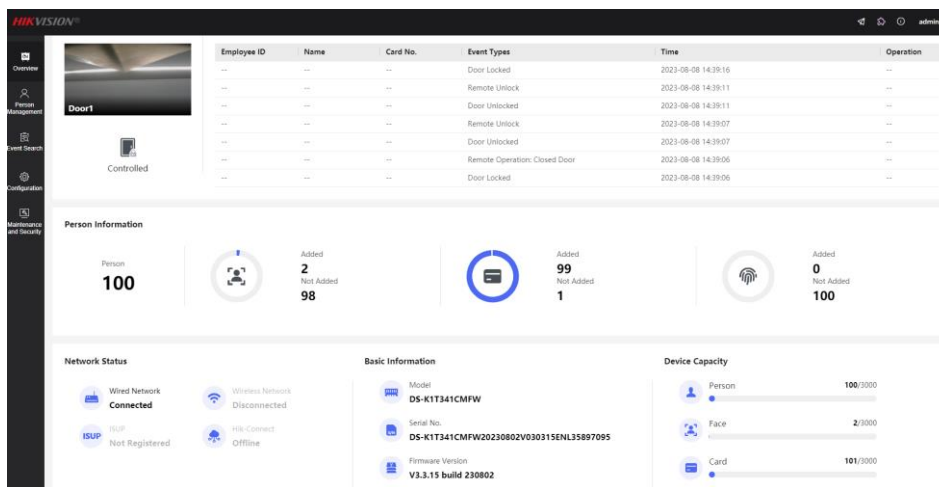 HIKVISION
admin
Overview
Person
Management
Event Search
Configuration
Maintenance
and Security
Door1
Controlled
Employee ID Name Card No. Event Types Time Operation
-- -- -- Door Locked 2023-08-08 14:39:16 --
-- -- -- Remote Unlock 2023-08-08 14:39:11 --
-- -- -- Door Unlocked 2023-08-08 14:39:11 --
-- -- -- Remote Unlock 2023-08-08 14:39:07 --
-- -- -- Door Unlocked 2023-08-08 14:39:07 --
-- -- -- Remote Operation: Closed Door 2023-08-08 14:39:06 --
-- -- -- Door Locked 2023-08-08 14:39:06 --
Person Information
Person
100
Added
2
Not Added
98
Added
99
Not Added
1
Added
0
Not Added
100
Network Status
Wired Network
Connected
Wireless Network
Disconnected
ISUP
ISUP
Not Registered
Hik-Connect
Offline
Basic Information
Model
DS-K1T341CMFW
Serial No.
DS-K1T341CMFW20230802V030315ENL35897095
Firmware Version
V3.3.15 build 230802
Device Capacity
Person 100/3000
Face 2/3000
Card 101/3000